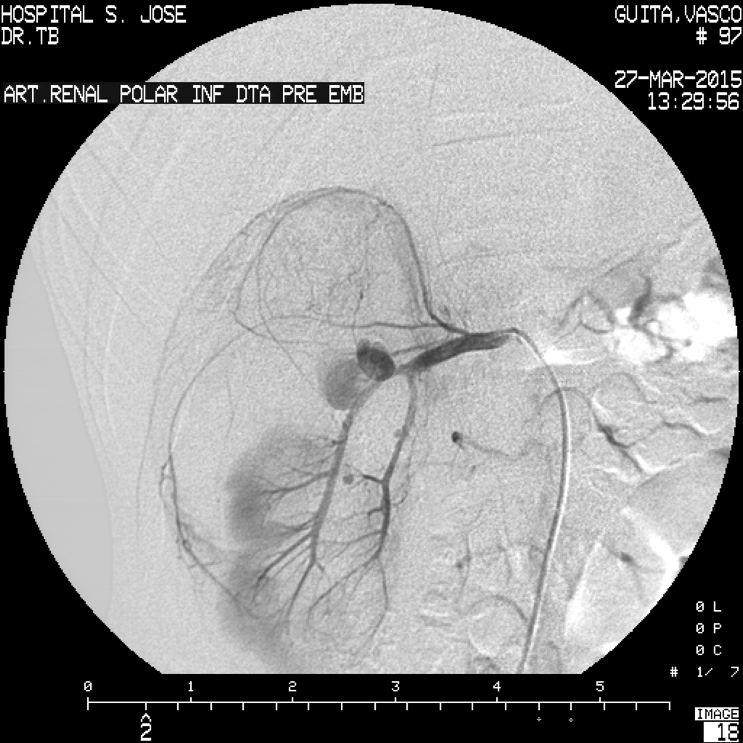 HOSPITAL S. JOSE
DR.TB
GUITA,VASCO
# 97
27-MAR-2015
13:29:56
ART.RENAL POLAR INF DTA PRE EMB
0 L
0 P
0 C
# 1/ 7
0 1 2 3 4 5
2
IMAGE
18